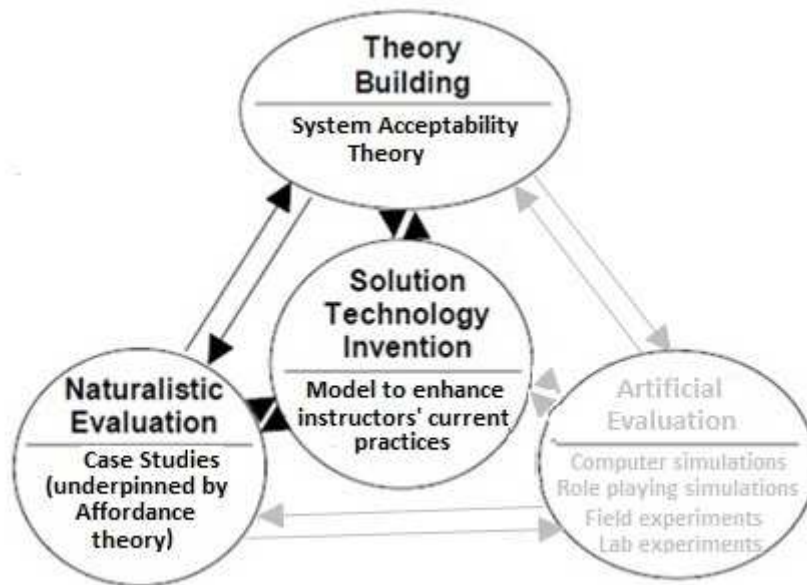 Theory
Building
System Acceptability
Theory
Solution
Technology
Invention
Model to enhance
instructors' current
practices
Naturalistic
Evaluation
Case Studies
(underpinned by
Affordance
theory)
Artificial
Evaluation
Computer simulations
Role playing simulations
Field experiments
Lab experiments